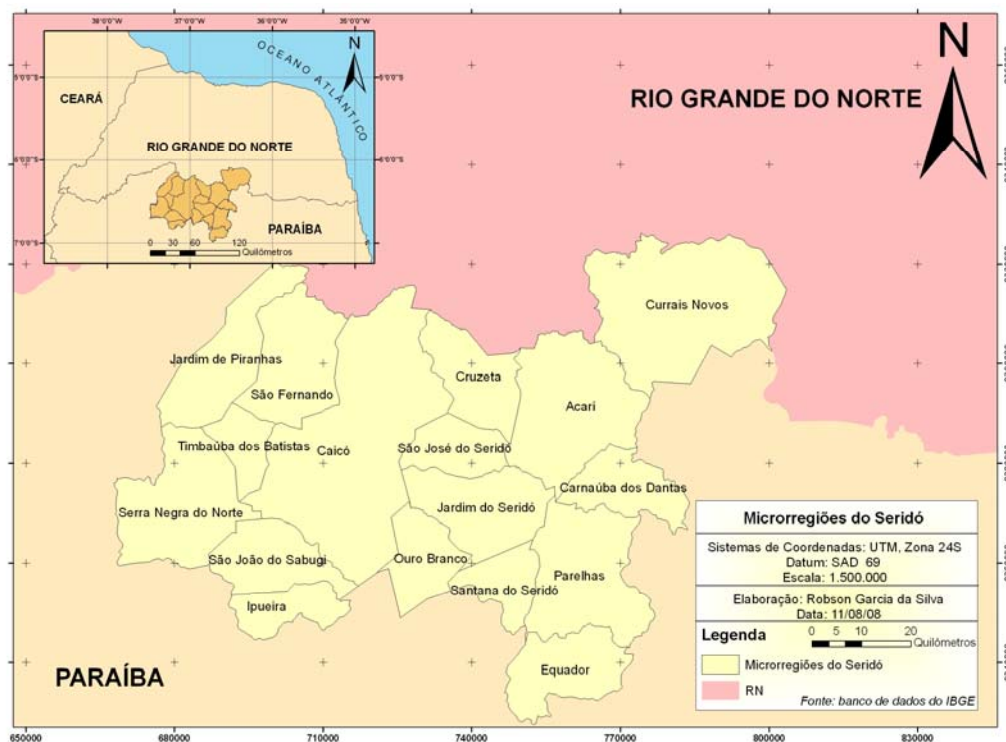 38°0'0"W 37°0'0"W 36°0'0"W 35°0'0"W
N
OCEANO ATLÂNTICO
5°0'0"S
CEARÁ
RIO GRANDE DO NORTE
6°0'0"S
PARAÍBA
7°0'0"S
0 30 60 120
Quilômetros
N
RIO GRANDE DO NORTE
Currais Novos
Jardim de Piranhas
São Fernando
Cruzeta
Acari
Timbaúba dos Batistas
Caicó
São José do Seridó
Carnaúba dos Dantas
Serra Negra do Norte
Jardim do Seridó
São João do Sabugi
Ouro Branco
Santana do Seridó
Parelhas
Ipueira
Equador
PARAÍBA
Microrregiões do Seridó
Sistemas de Coordenadas: UTM, Zona 24S
Datum: SAD 69
Escala: 1.500.000
Elaboração: Robson Garcia da Silva
Data: 11/08/08
Legenda
0 5 10 20
Quilômetros
Microrregiões do Seridó
RN
Fonte: banco de dados do IBGE
650000 680000 710000 740000 770000 800000 830000